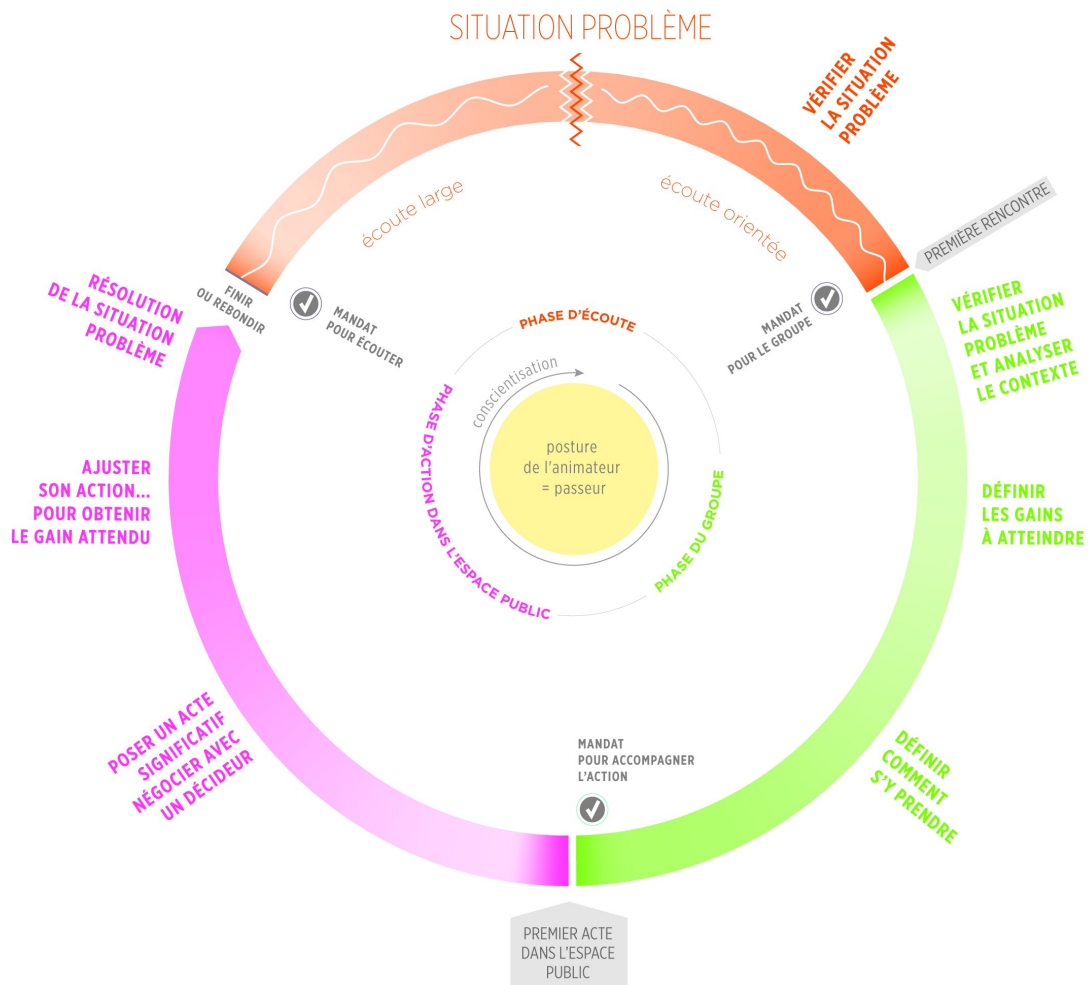 SITUATION PROBLÈME
VÉRIFIER
LA SITUATION
PROBLÈME
écoute large
écoute orientée
PREMIÈRE RENCONTRE
FINIR
OU REBONDIR
MANDAT
POUR ÉCOUTER
MANDAT
POUR LE GROUPE
RÉSOLUTION
DE LA SITUATION
PROBLÈME
VÉRIFIER
LA SITUATION
PROBLÈME
ET ANALYSER
LE CONTEXTE
PHASE D'ÉCOUTE
conscientisation
PHASE D'ACTION DANS L'ESPACE PUBLIC
PHASE DU GROUPE
posture
de l'animateur
= passeur
AJUSTER
SON ACTION...
POUR OBTENIR
LE GAIN ATTENDU
DÉFINIR
LES GAINS
À ATTEINDRE
POSER UN ACTE
SIGNIFICATIF
NÉGOCIER AVEC
UN DÉCIDEUR
DÉFINIR
COMMENT
S'Y PRENDRE
MANDAT
POUR ACCOMPAGNER
L'ACTION
PREMIER ACTE
DANS L'ESPACE
PUBLIC